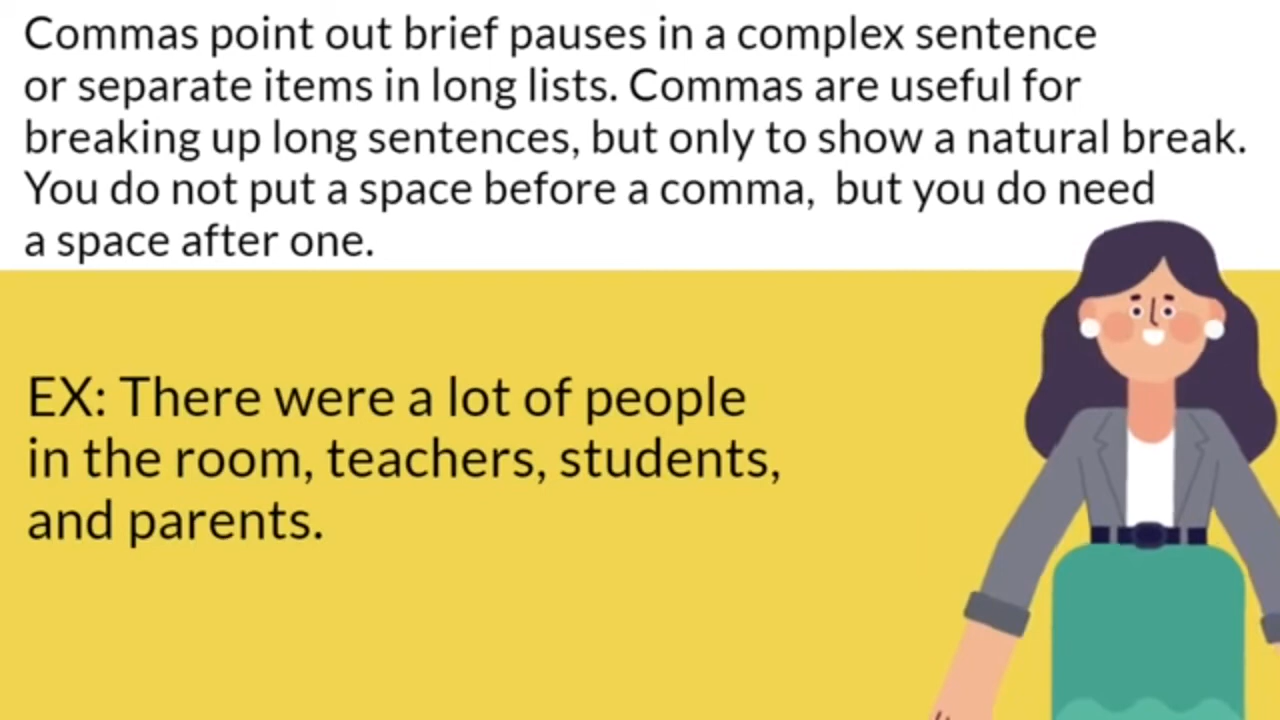 Commas point out brief pauses in a complex sentence
or separate items in long lists. Commas are useful for
breaking up long sentences, but only to show a natural break.
You do not put a space before a comma,  but you do need
a space after one.
EX: There were a lot of people
in the room, teachers, students,
and parents.